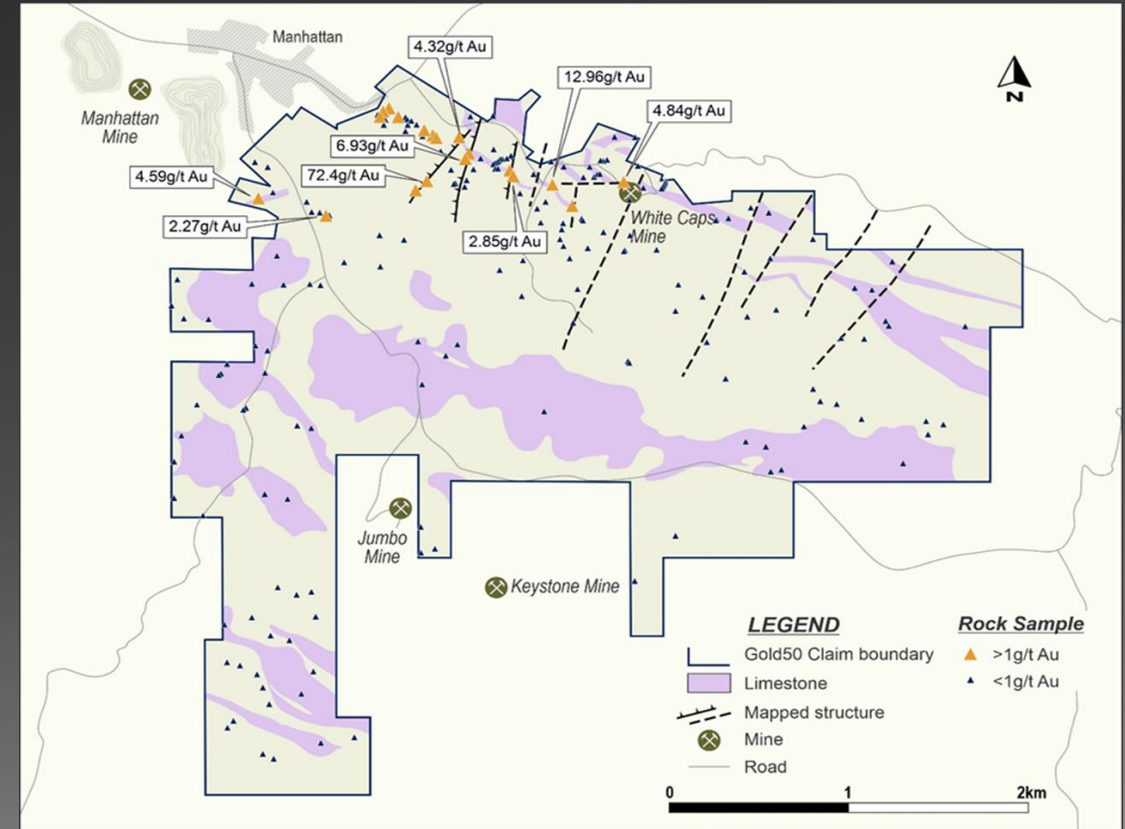 Manhattan
4.32g/t Au
12.96g/t Au
Manhattan
Mine
4.84g/t Au
6.93g/t Au
4.59g/t Au
72.4g/t Au
2.27g/t Au
2.85g/t Au
White Caps
Mine
N
Jumbo
Mine
Keystone Mine
LEGEND
Gold50 Claim boundary
Limestone
Mapped structure
Mine
Road
Rock Sample
>1g/t Au
<1g/t Au
0 1 2km